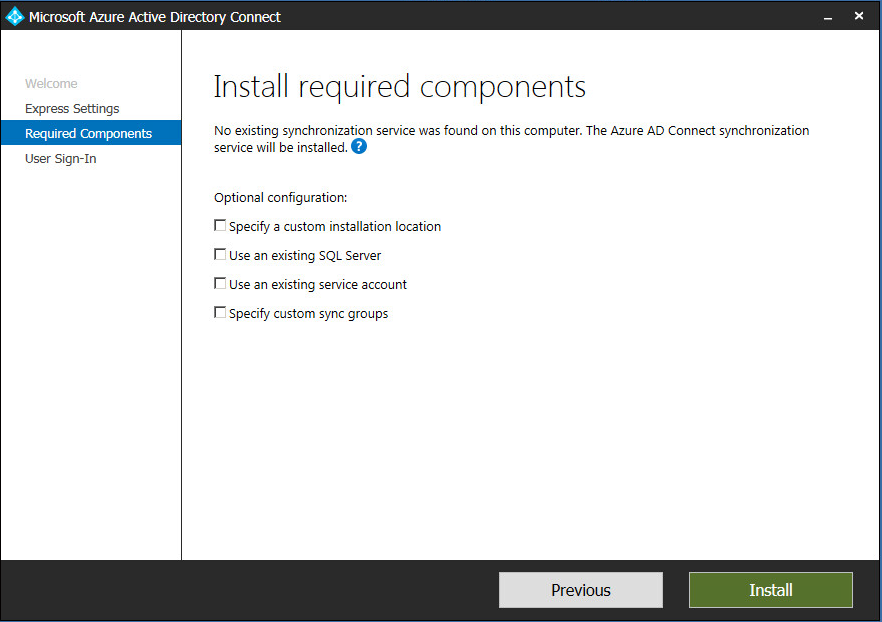 Microsoft Azure Active Directory Connect
Welcome
Express Settings
Required Components
User Sign-In
Install required components
No existing synchronization service was found on this computer. The Azure AD Connect synchronization
service will be installed. ?
Optional configuration:
Specify a custom installation location
Use an existing SQL Server
Use an existing service account
Specify custom sync groups
Previous
Install